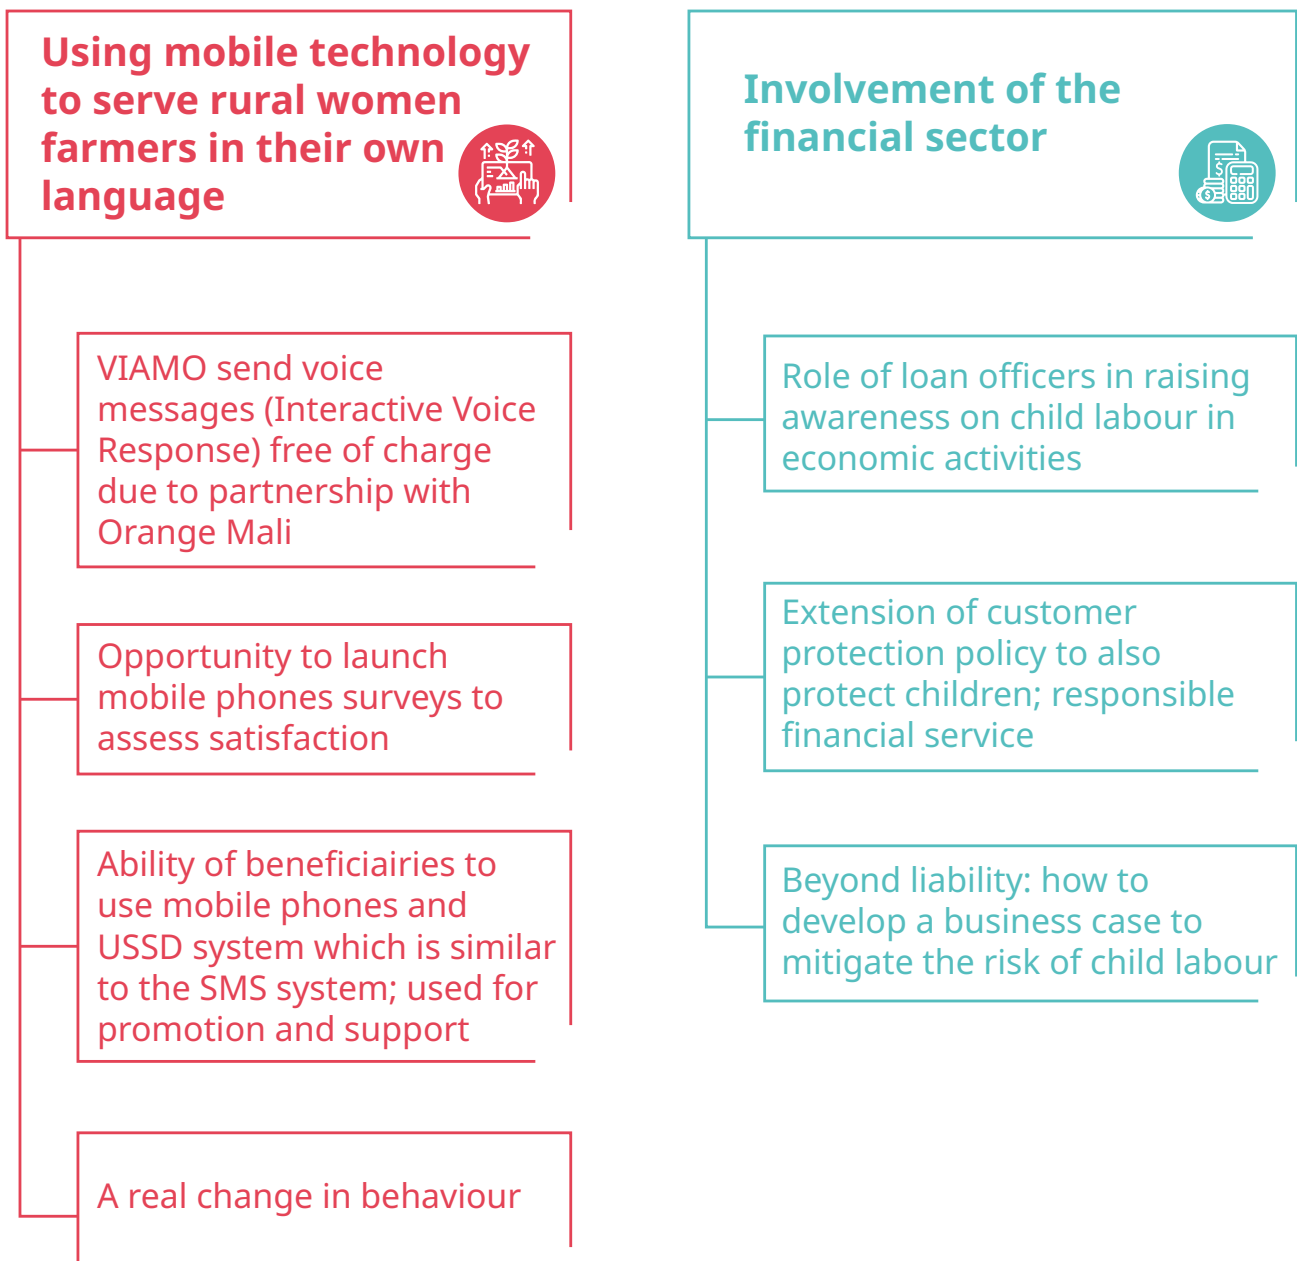 Using mobile technology
to serve rural women
farmers in their own
language
VIAMO send voice
messages (Interactive Voice
Response) free of charge
due to partnership with
Orange Mali
Opportunity to launch
mobile phones surveys to
assess satisfaction
Ability of beneficiairies to
use mobile phones and
USSD system which is similar
to the SMS system; used for
promotion and support
A real change in behaviour
Involvement of the
financial sector
Role of loan officers in raising
awareness on child labour in
economic activities
Extension of customer
protection policy to also
protect children; responsible
financial service
Beyond liability: how to
develop a business case to
mitigate the risk of child labour